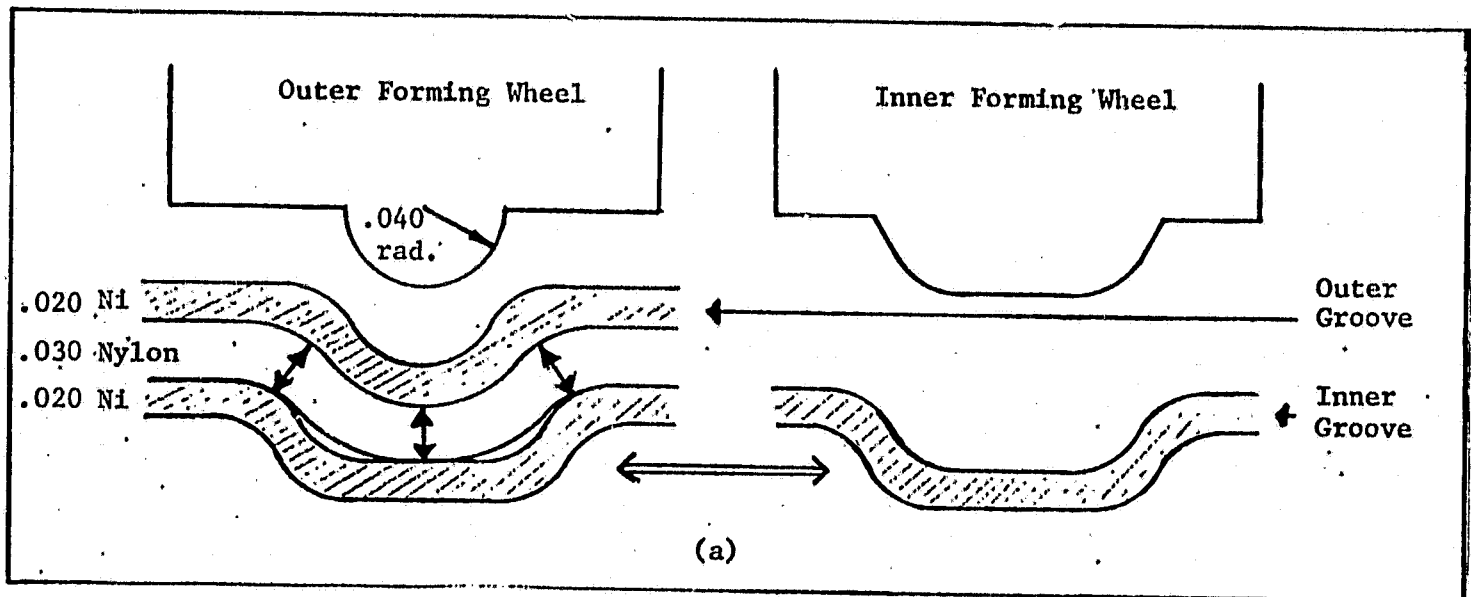 Outer Forming Wheel
Inner Forming Wheel
.040
rad.
.020 Ni
.030 Nylon
.020 Ni
Outer
Groove
Inner
Groove
(a)